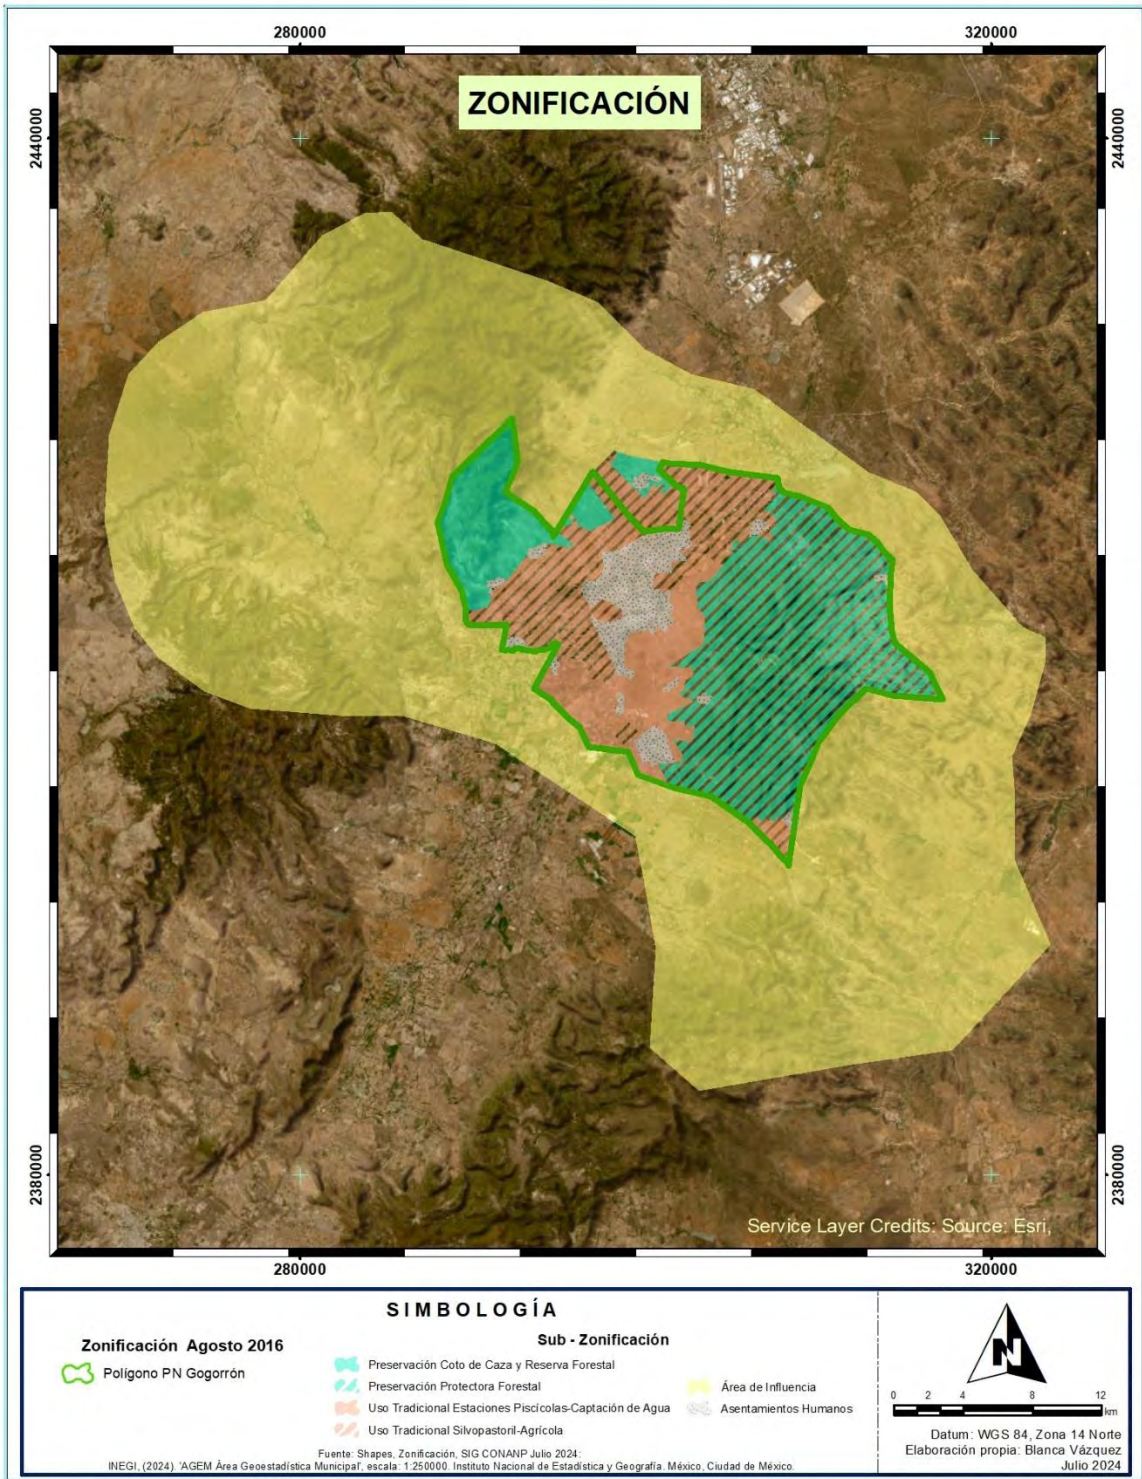 280000
320000
ZONIFICACIÓN
2440000
2440000
2380000
2380000
Service Layer Credits: Source: Esri,
280000
320000
SIMBOLOGÍA
Zonificación Agosto 2016
Polígono PN Gogorrón
Sub - Zonificación
Preservación Coto de Caza y Reserva Forestal
Preservación Protectora Forestal
Uso Tradicional Estaciones Piscícolas-Captación de Agua
Uso Tradicional Silvopastoril-Agrícola
Área de Influencia
Asentamientos Humanos
Fuente: Shapes, Zonificación, SIG CONANP Julio 2024:
INEGI, (2024). 'AGEM Área Geoestadística Municipal', escala: 1:250000. Instituto Nacional de Estadística y Geografía. México, Ciudad de México.
N
0 2 4 8 12
km
Datum: WGS 84, Zona 14 Norte
Elaboración propia: Blanca Vázquez
Julio 2024